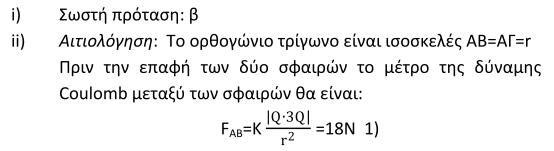 i) Σωστή πρόταση: β
ii) Αιτιολόγηση: Το ορθογώνιο τρίγωνο είναι ισοσκελές ΑΒ=ΑΓ=r
Πριν την επαφή των δύο σφαιρών το μέτρο της δύναμης
Coulomb μεταξύ των σφαιρών θα είναι:
F_{AB}=K \frac{|Q·3Q|}{r^2} =18N 1)